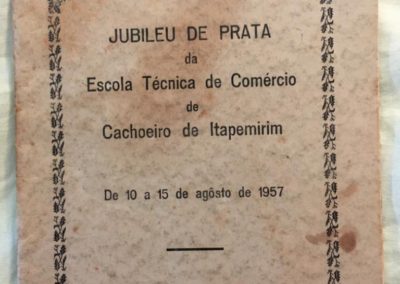 JUBILEU DE PRATA
da
Escola Técnica de Comércio
de
Cachoeiro de Itapemirim
De 10 a 15 de agôsto de 1957